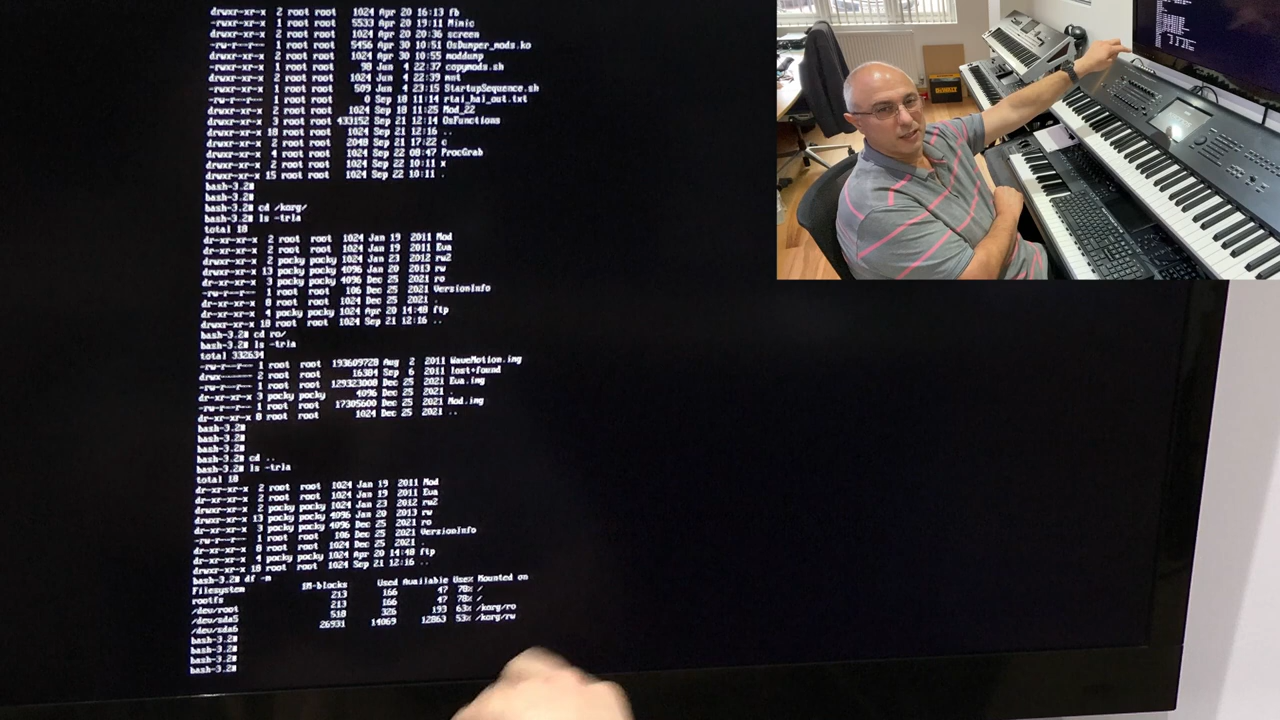 drwxr-xr-x 2 root root 1024 Apr 20 16:13 fb
-rwxr-xr-x 1 root root 5533 Apr 20 19:11 Mimic
drwxr-xr-x 2 root root 1024 Apr 20 20:36 screen
-rw-r--r-- 1 root root 5456 Apr 30 10:51 OsDumper_mods.ko
drwxr-xr-x 2 root root 1024 Apr 30 10:55 moddump
-rwxr-xr-x 1 root root 98 Jun 4 22:37 copymods.sh
drwxr-xr-x 2 root root 1024 Jun 4 22:39 mnt
-rwxr-xr-x 1 root root 509 Jun 4 23:15 StartupSequence.sh
-rw-r--r-- 1 root root 0 Sep 18 11:14 rtai_hal_out.txt
drwxr-xr-x 2 root root 1024 Sep 18 11:25 Mod_22
drwxr-xr-x 3 root root 433152 Sep 21 12:14 OsFunctions
drwxr-xr-x 18 root root 1024 Sep 21 12:16 ..
drwxr-xr-x 2 root root 2048 Sep 21 17:22 c
drwxr-xr-x 4 root root 1024 Sep 22 08:47 ProcGrab
drwxr-xr-x 2 root root 1024 Sep 22 10:11 x
drwxr-xr-x 15 root root 1024 Sep 22 10:11 .
bash-3.2#
bash-3.2#
bash-3.2# cd /korg/
bash-3.2# ls -trla
total 18
dr-xr-xr-x 2 root root 1024 Jan 19 2011 Mod
dr-xr-xr-x 2 root root 1024 Jan 19 2011 Eva
drwxr-xr-x 2 pocky pocky 1024 Jan 23 2012 rw2
drwxr-xr-x 13 pocky pocky 4096 Jan 20 2013 rw
dr-xr-xr-x 3 pocky pocky 4096 Dec 25 2021 ro
-rw-r--r-- 1 root root 106 Dec 25 2021 VersionInfo
dr-xr-xr-x 8 root root 1024 Dec 25 2021 .
dr-xr-xr-x 4 pocky pocky 1024 Apr 20 14:48 ftp
drwxr-xr-x 18 root root 1024 Sep 21 12:16 ..
bash-3.2# cd ro/
bash-3.2# ls -trla
total 332634
-rw-r--r-- 1 root root 193609728 Aug 2 2011 WaveMotion.img
drwx------ 2 root root 16384 Sep 6 2011 lost+found
-rw-r--r-- 1 root root 129323008 Dec 25 2021 Eva.img
dr-xr-xr-x 3 pocky pocky 4096 Dec 25 2021 .
-rw-r--r-- 1 root root 17305600 Dec 25 2021 Mod.img
dr-xr-xr-x 8 root root 1024 Dec 25 2021 ..
bash-3.2#
bash-3.2#
bash-3.2#
bash-3.2# cd ..
bash-3.2# ls -trla
total 18
dr-xr-xr-x 2 root root 1024 Jan 19 2011 Mod
dr-xr-xr-x 2 root root 1024 Jan 19 2011 Eva
drwxr-xr-x 2 pocky pocky 1024 Jan 23 2012 rw2
drwxr-xr-x 13 pocky pocky 4096 Jan 20 2013 rw
dr-xr-xr-x 3 pocky pocky 4096 Dec 25 2021 ro
-rw-r--r-- 1 root root 106 Dec 25 2021 VersionInfo
dr-xr-xr-x 8 root root 1024 Dec 25 2021 .
dr-xr-xr-x 4 pocky pocky 1024 Apr 20 14:48 ftp
drwxr-xr-x 18 root root 1024 Sep 21 12:16 ..
bash-3.2# df -m
Filesystem 1M-blocks Used Available Use% Mounted on
rootfs 213 166 47 78% /
/dev/root 213 166 47 78% /
/dev/sda5 518 326 193 63% /korg/ro
/dev/sda6 26931 14069 12863 53% /korg/rw
bash-3.2#
bash-3.2#
bash-3.2#
bash-3.2#
DEWALT